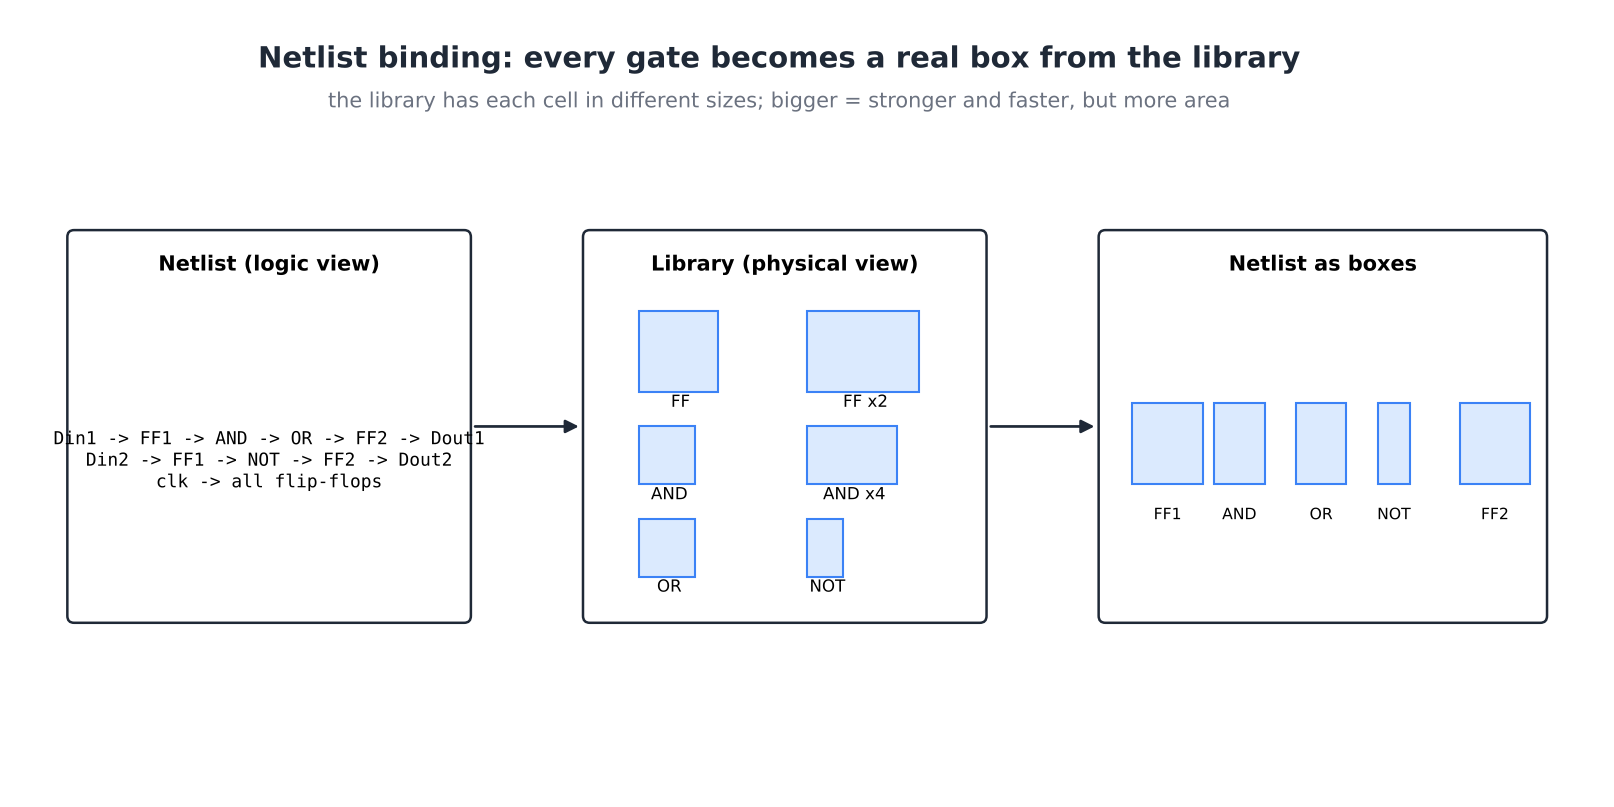 Netlist binding: every gate becomes a real box from the library
the library has each cell in different sizes; bigger = stronger and faster, but more area
Netlist (logic view)
Din1 -> FF1 -> AND -> OR -> FF2 -> Dout1
Din2 -> FF1 -> NOT -> FF2 -> Dout2
clk -> all flip-flops
Library (physical view)
FF
FF x2
AND
AND x4
OR
NOT
Netlist as boxes
FF1
AND
OR
NOT
FF2